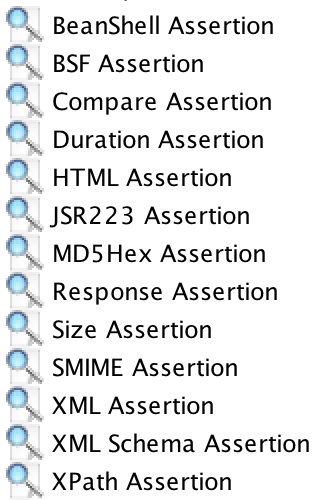 BeanShell Assertion
BSF Assertion
Compare Assertion
Duration Assertion
HTML Assertion
JSR223 Assertion
MD5Hex Assertion
Response Assertion
Size Assertion
SMIME Assertion
XML Assertion
XML Schema Assertion
XPath Assertion